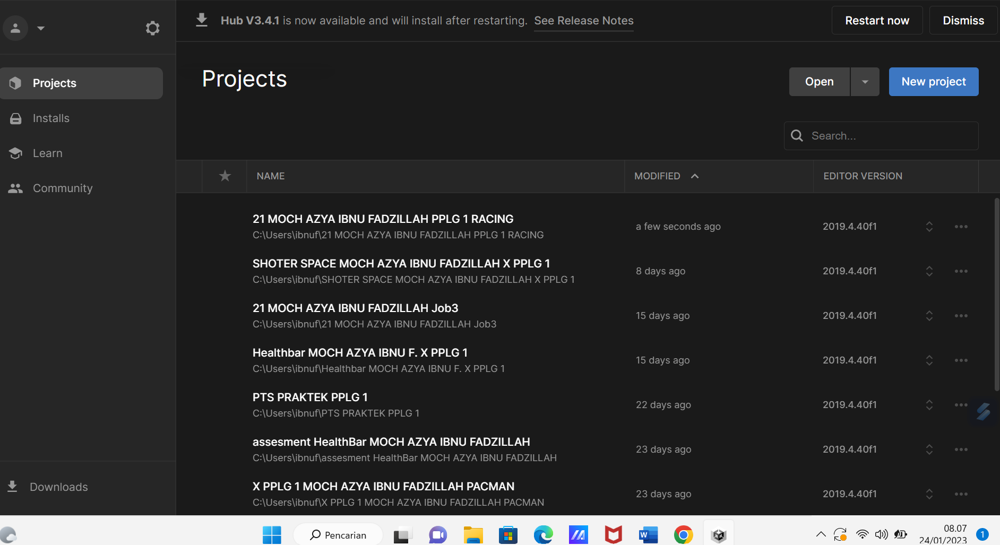 Hub V3.4.1 is now available and will install after restarting. See Release Notes
Restart now
Dismiss
Projects
Installs
Learn
Community
Downloads
Projects
Open
New project
Search...
NAME
MODIFIED
EDITOR VERSION
21 MOCH AZYA IBNU FADZILLAH PPLG 1 RACING
C:\Users\ibnuf\21 MOCH AZYA IBNU FADZILLAH PPLG 1 RACING
a few seconds ago
2019.4.40f1
SHOTER SPACE MOCH AZYA IBNU FADZILLAH X PPLG 1
C:\Users\ibnuf\SHOTER SPACE MOCH AZYA IBNU FADZILLAH X PPLG 1
8 days ago
2019.4.40f1
21 MOCH AZYA IBNU FADZILLAH Job3
C:\Users\ibnuf\21 MOCH AZYA IBNU FADZILLAH Job3
15 days ago
2019.4.40f1
Healthbar MOCH AZYA IBNU F. X PPLG 1
C:\Users\ibnuf\Healthbar MOCH AZYA IBNU F. X PPLG 1
15 days ago
2019.4.40f1
PTS PRAKTEK PPLG 1
C:\Users\ibnuf\PTS PRAKTEK PPLG 1
22 days ago
2019.4.40f1
assesment HealthBar MOCH AZYA IBNU FADZILLAH
C:\Users\ibnuf\assesment HealthBar MOCH AZYA IBNU FADZILLAH
23 days ago
2019.4.40f1
X PPLG 1 MOCH AZYA IBNU FADZILLAH PACMAN
C:\Users\ibnuf\X PPLG 1 MOCH AZYA IBNU FADZILLAH PACMAN
23 days ago
2019.4.40f1
Pencarian
W
08.07
24/01/2023
1